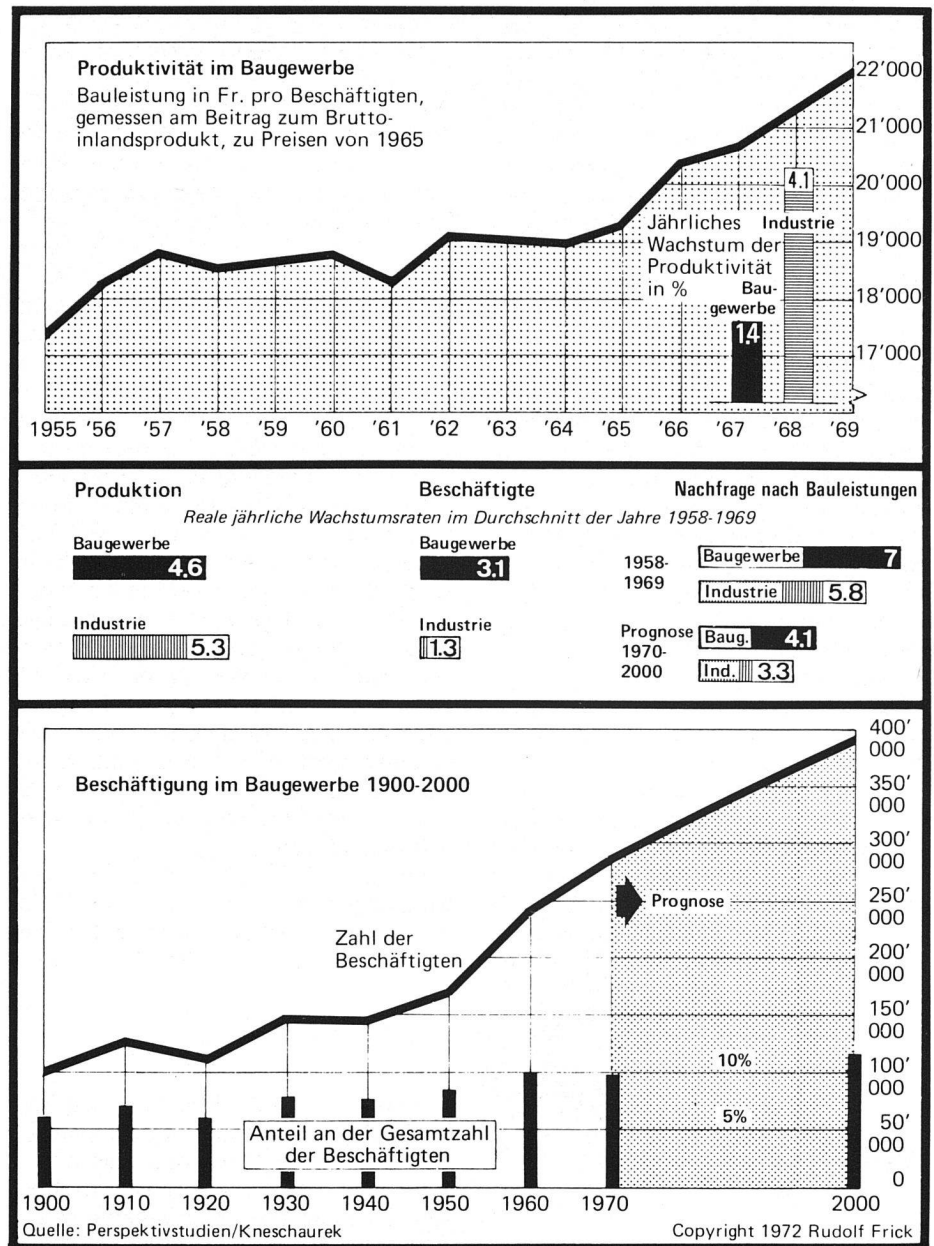 Produktivität im Baugewerbe
Bauleistung in Fr. pro Beschäftigten,
gemessen am Beitrag zum Brutto-
inlandsprodukt, zu Preisen von 1965
22'000
21'000
20'000
19'000
18'000
17'000
Jährliches
Wachstum der
Produktivität
in %
Bau-
gewerbe
1.4
4.1
Industrie
1955 '56 '57 '58 '59 '60 '61 '62 '63 '64 '65 '66 '67 '68 '69
Produktion Beschäftigte Nachfrage nach Bauleistungen
Reale jährliche Wachstumsraten im Durchschnitt der Jahre 1958-1969
Baugewerbe
4.6
Industrie
5.3
Baugewerbe
3.1
Industrie
1.3
1958-
1969
Baugewerbe 7
Industrie 5.8
Prognose
1970-
2000
Baug. 4.1
Ind. 3.3
Beschäftigung im Baugewerbe 1900-2000
400'
000
350'
000
300'
000
250'
000
200'
000
150'
000
100'
000
50'
000
0
Prognose
Zahl der
Beschäftigten
10%
5%
Anteil an der Gesamtzahl
der Beschäftigten
1900 1910 1920 1930 1940 1950 1960 1970 2000
Quelle: Perspektivstudien/Kneschaurek Copyright 1972 Rudolf Frick